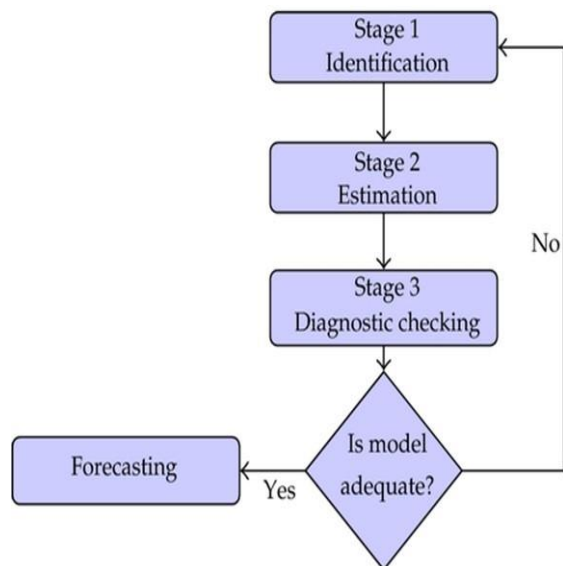 Stage 1
Identification
Stage 2
Estimation
No
Stage 3
Diagnostic checking
Is model
adequate?
Forecasting
Yes